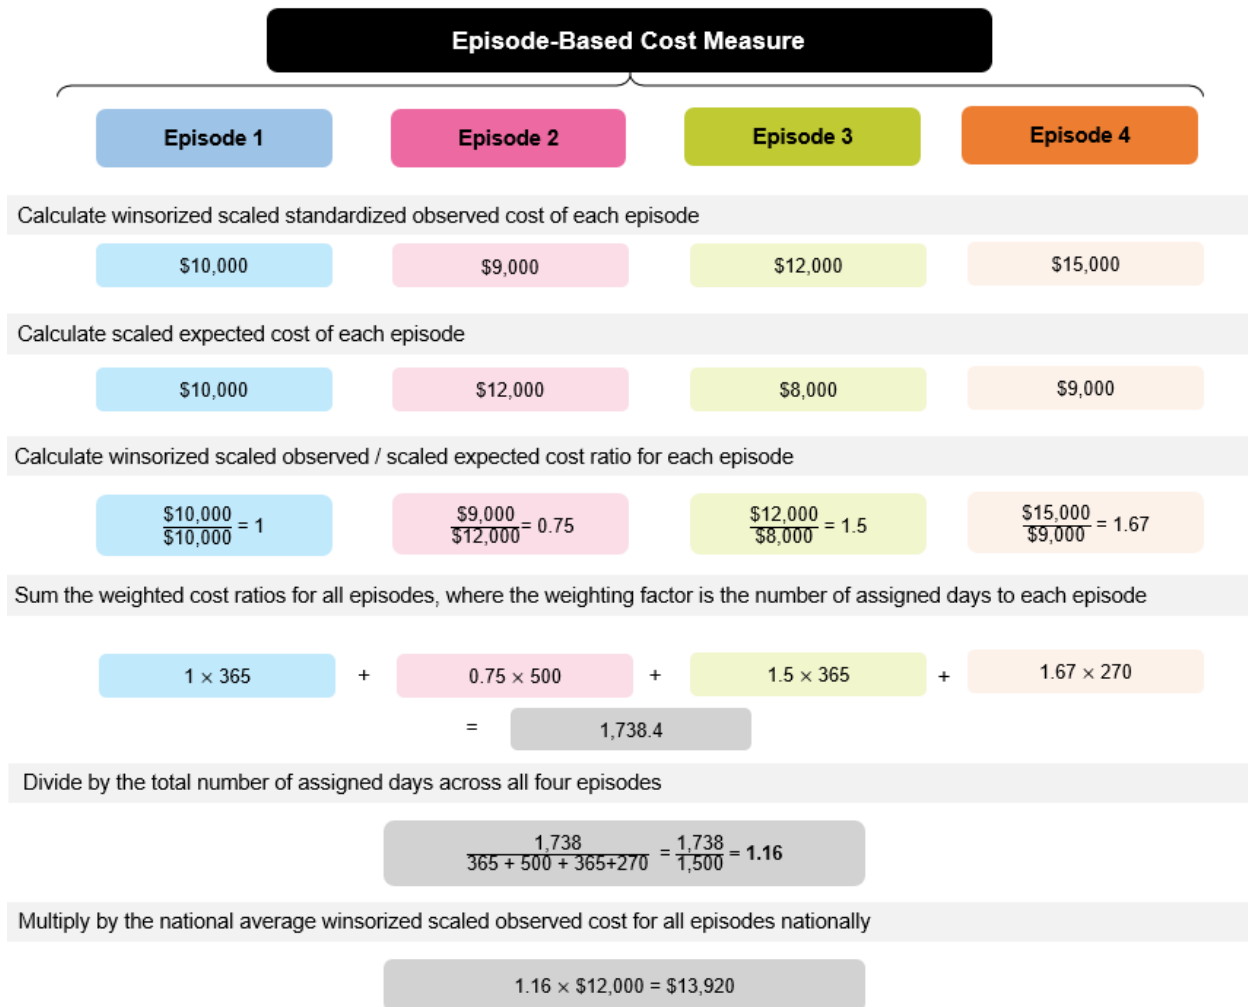 Episode-Based Cost Measure
Episode 1 Episode 2 Episode 3 Episode 4
Calculate winsorized scaled standardized observed cost of each episode
$10,000 $9,000 $12,000 $15,000
Calculate scaled expected cost of each episode
$10,000 $12,000 $8,000 $9,000
Calculate winsorized scaled observed / scaled expected cost ratio for each episode
$10,000/$10,000 = 1 $9,000/$12,000 = 0.75 $12,000/$8,000 = 1.5 $15,000/$9,000 = 1.67
Sum the weighted cost ratios for all episodes, where the weighting factor is the number of assigned days to each episode
1 × 365 + 0.75 × 500 + 1.5 × 365 + 1.67 × 270
= 1,738.4
Divide by the total number of assigned days across all four episodes
1,738/365 + 500 + 365+270 = 1,738/1,500 = 1.16
Multiply by the national average winsorized scaled observed cost for all episodes nationally
1.16 × $12,000 = $13,920